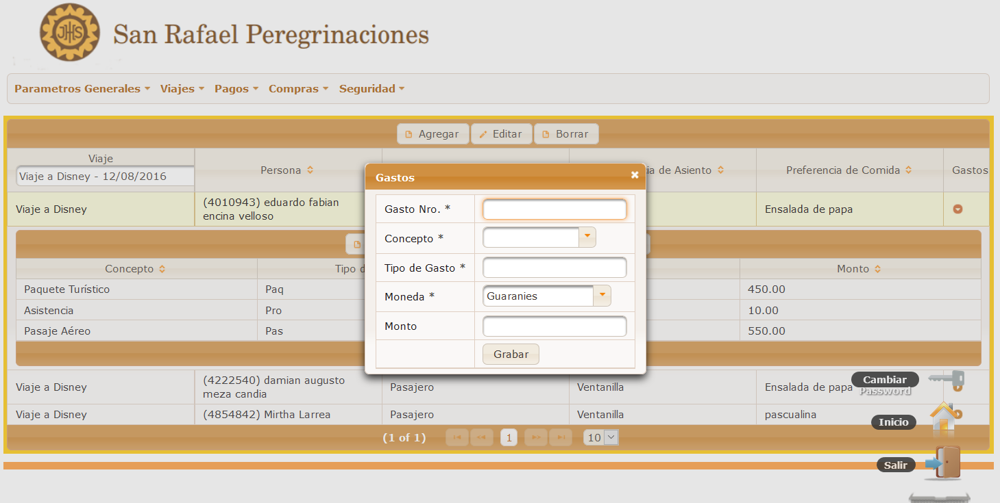 JHS
San Rafael Peregrinaciones
Parametros Generales Viajes Pagos Compras Seguridad
Agregar Editar Borrar
Viaje
Viaje a Disney - 12/08/2016
Persona
de Asiento
Preferencia de Comida
Gastos
Viaje a Disney
(4010943) eduardo fabian
encina velloso
Ensalada de papa
Concepto
Tipo
Monto
Paquete Turístico Paq 450.00
Asistencia Pro 10.00
Pasaje Aéreo Pas 550.00
Gastos
Gasto Nro. *
Concepto *
Tipo de Gasto *
Moneda * Guaranies
Monto
Grabar
Viaje a Disney
(4222540) damian augusto
meza candia
Pasajero
Ventanilla
Ensalada de papa
Viaje a Disney (4854842) Mirtha Larrea Pasajero Ventanilla pascualina
(1 of 1) 1 10
Cambiar
Password
Inicio
Salir